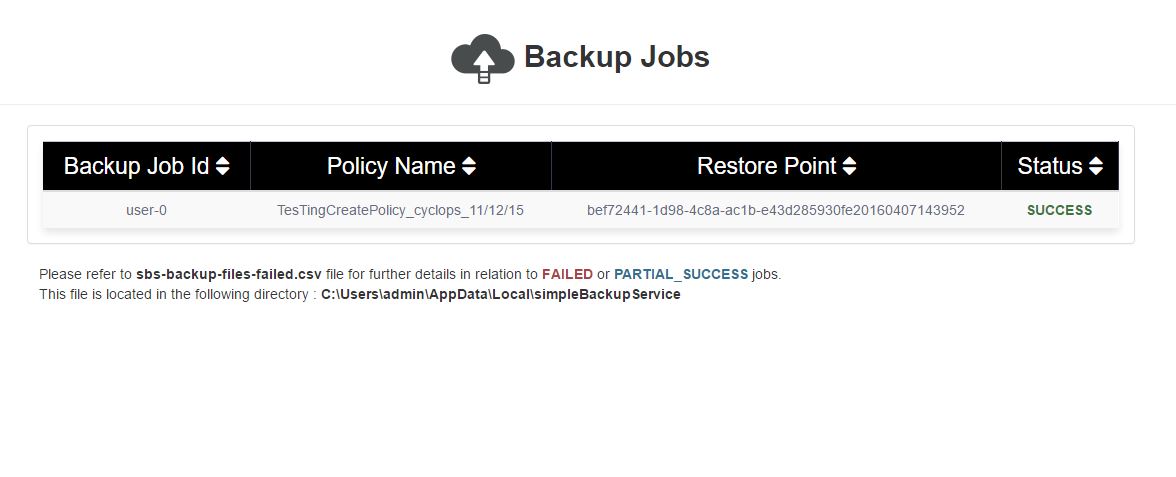 Backup Jobs
Backup Job Id Policy Name Restore Point Status
user-0 TesTingCreatePolicy_cyclops_11/12/15 bef72441-1d98-4c8a-ac1b-e43d285930fe20160407143952 SUCCESS
Please refer to sbs-backup-files-failed.csv file for further details in relation to FAILED or PARTIAL_SUCCESS jobs.
This file is located in the following directory : C:\Users\admin\AppData\Local\simpleBackupService